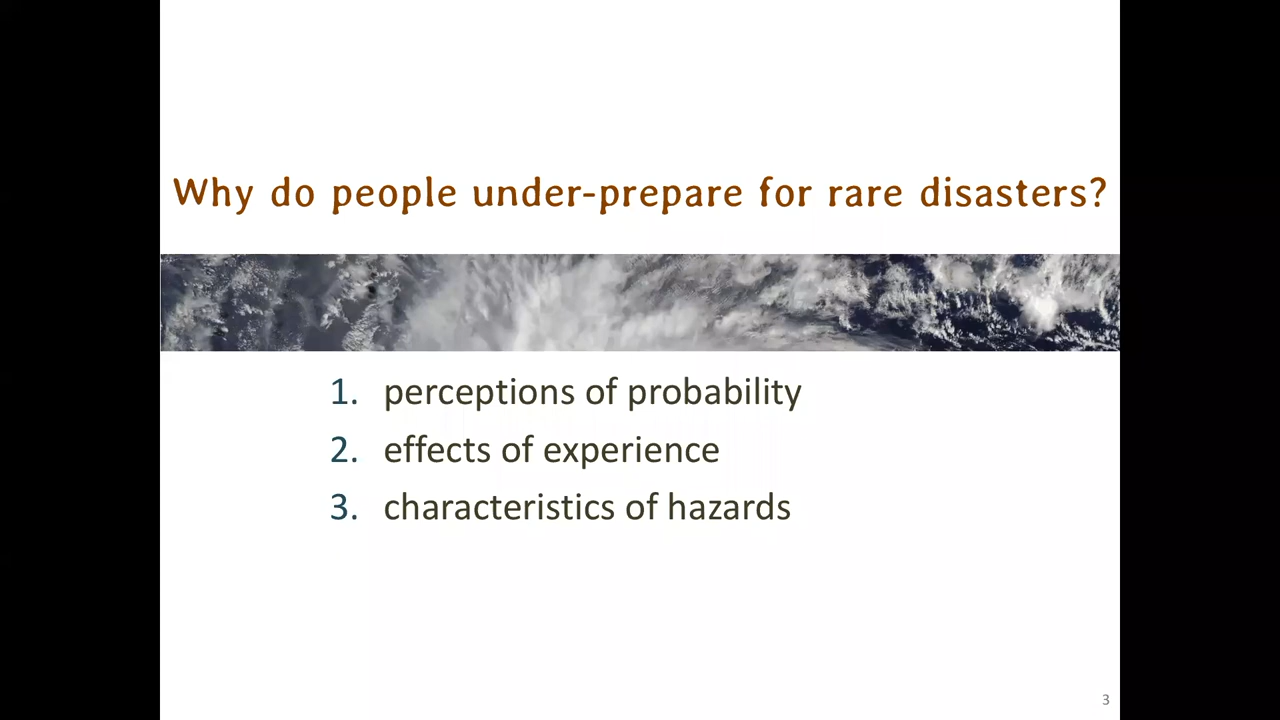 Why do people under-prepare for rare disasters?
1. perceptions of probability
2. effects of experience
3. characteristics of hazards
3